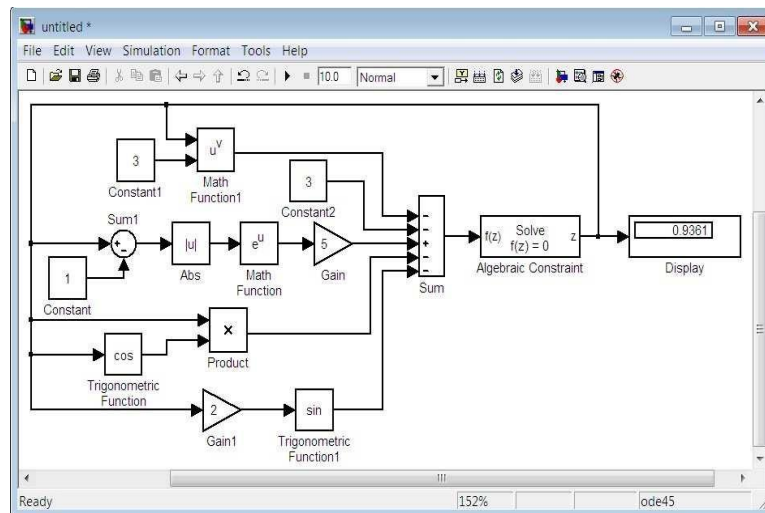 untitled *
File Edit View Simulation Format Tools Help
10.0 Normal
3
Constant1
u^v
Math
Function1
3
Constant2
Sum1
+
-
1
Constant
|u|
Abs
e^u
Math
Function
5
Gain
×
Product
cos
Trigonometric
Function
2
Gain1
sin
Trigonometric
Function1
-
-
+
-
-
Sum
f(z) Solve z
f(z) = 0
Algebraic Constraint
0.9361
Display
Ready 152% ode45